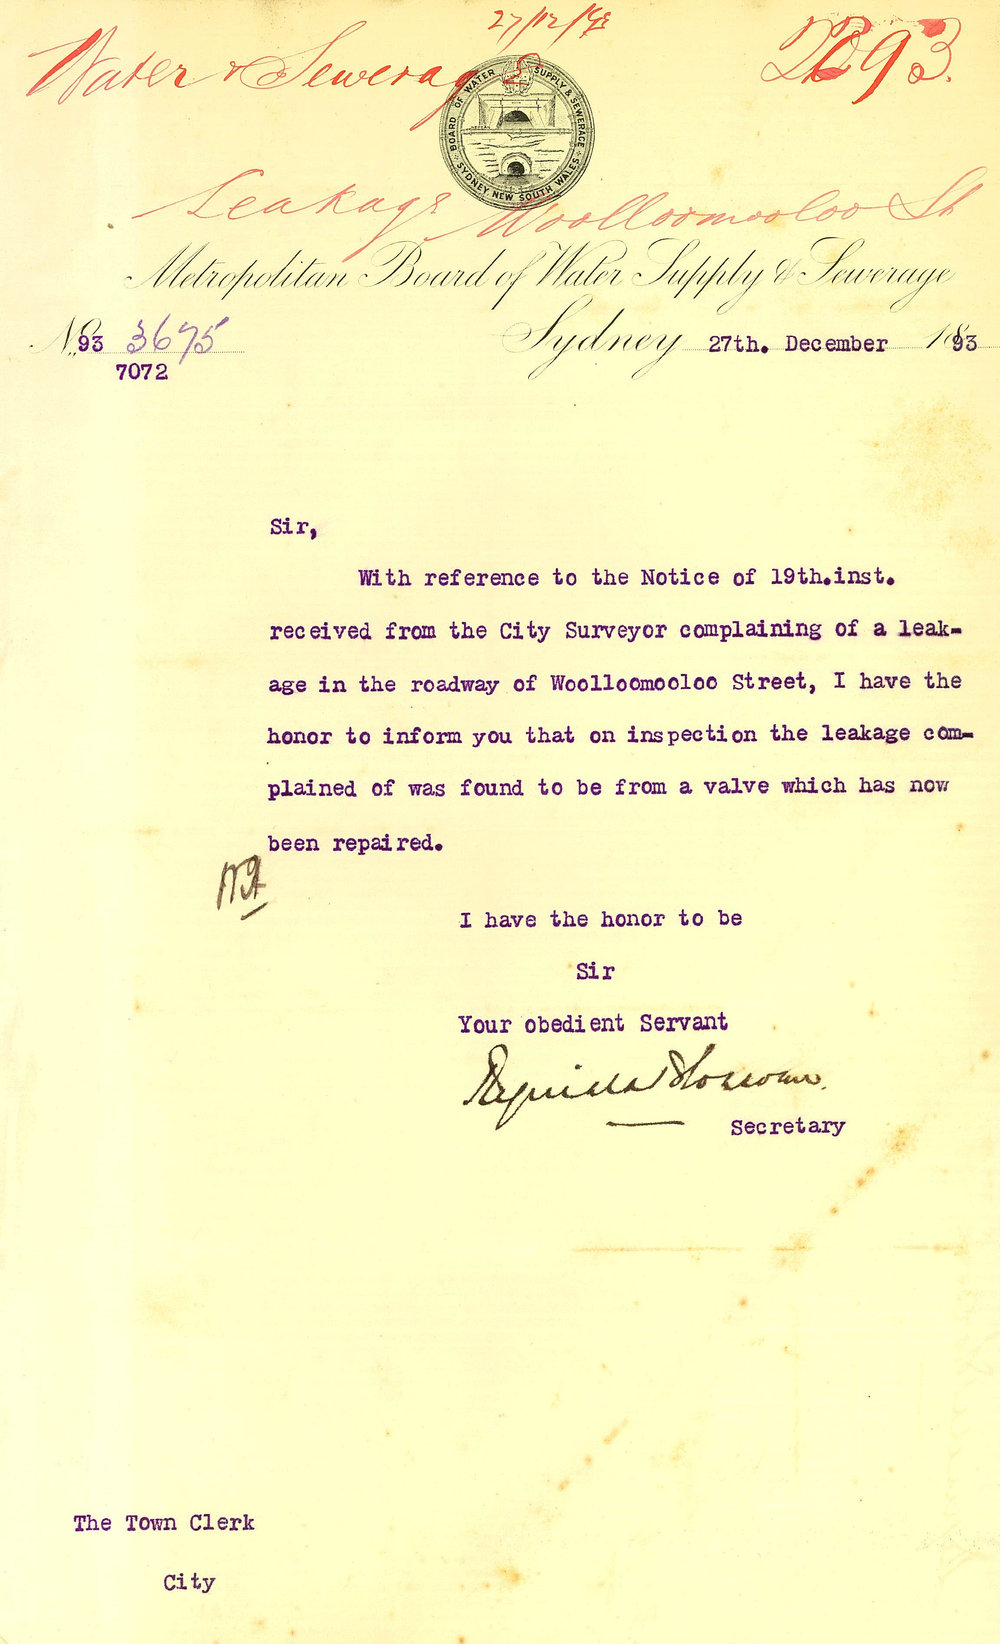 27/12/93
Water & Sewerage
2293.
BOARD OF WATER SUPPLY & SEWERAGE
SYDNEY, NEW SOUTH WALES
Leakage Woolloomooloo St
Metropolitan Board of Water Supply & Sewerage
No. 93 3675 Sydney 27th. December 1893
7072
Sir,
With reference to the Notice of 19th.inst.
received from the City Surveyor complaining of a leak-
age in the roadway of Woolloomooloo Street, I have the
honor to inform you that on inspection the leakage com-
plained of was found to be from a valve which has now
been repaired.
I have the honor to be
Sir
Your obedient Servant
Secretary
The Town Clerk
City